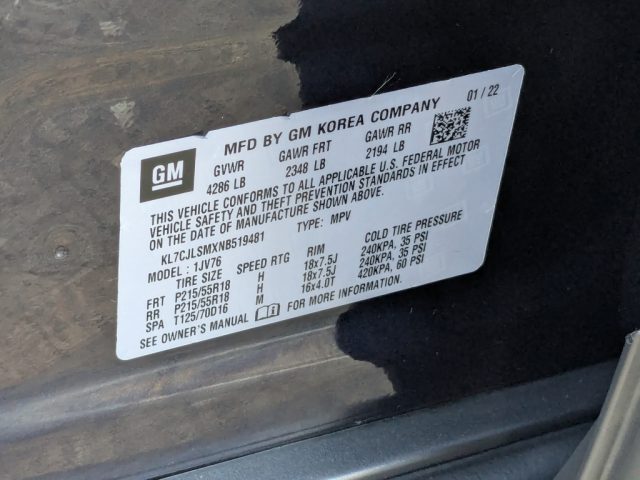 MFD BY GM KOREA COMPANY 01 / 22
GM
GVWR GAWR FRT GAWR RR
4286 LB 2348 LB 2194 LB
THIS VEHICLE CONFORMS TO ALL APPLICABLE U.S. FEDERAL MOTOR
VEHICLE SAFETY AND THEFT PREVENTION STANDARDS IN EFFECT
ON THE DATE OF MANUFACTURE SHOWN ABOVE.
KL7CJLSMXNB519481 TYPE: MPV
MODEL : 1JV76
TIRE SIZE SPEED RTG RIM COLD TIRE PRESSURE
FRT P215/55R18 H 18x7.5J 240KPA, 35 PSI
RR P215/55R18 H 18x7.5J 240KPA, 35 PSI
SPA T125/70D16 M 16x4.0T 420KPA, 60 PSI
SEE OWNER'S MANUAL FOR MORE INFORMATION.